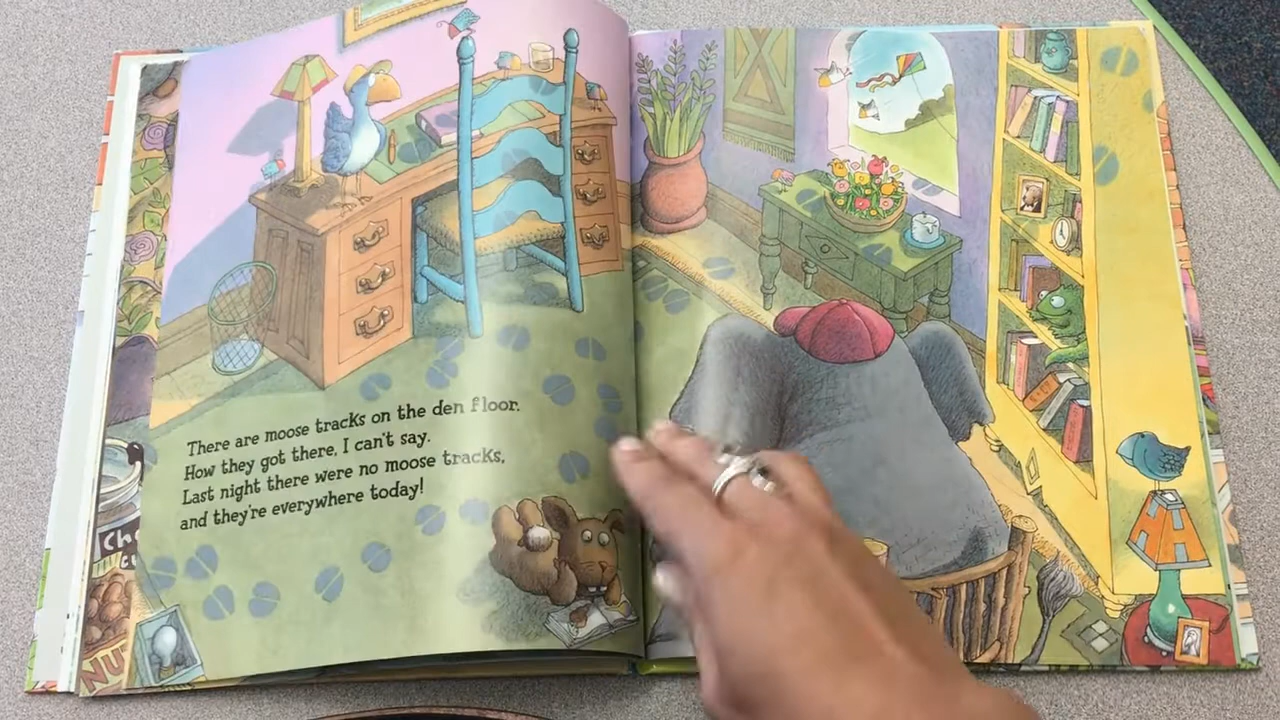 There are moose tracks on the den floor.
How they got there, I can't say.
Last night there were no moose tracks,
and they're everywhere today!